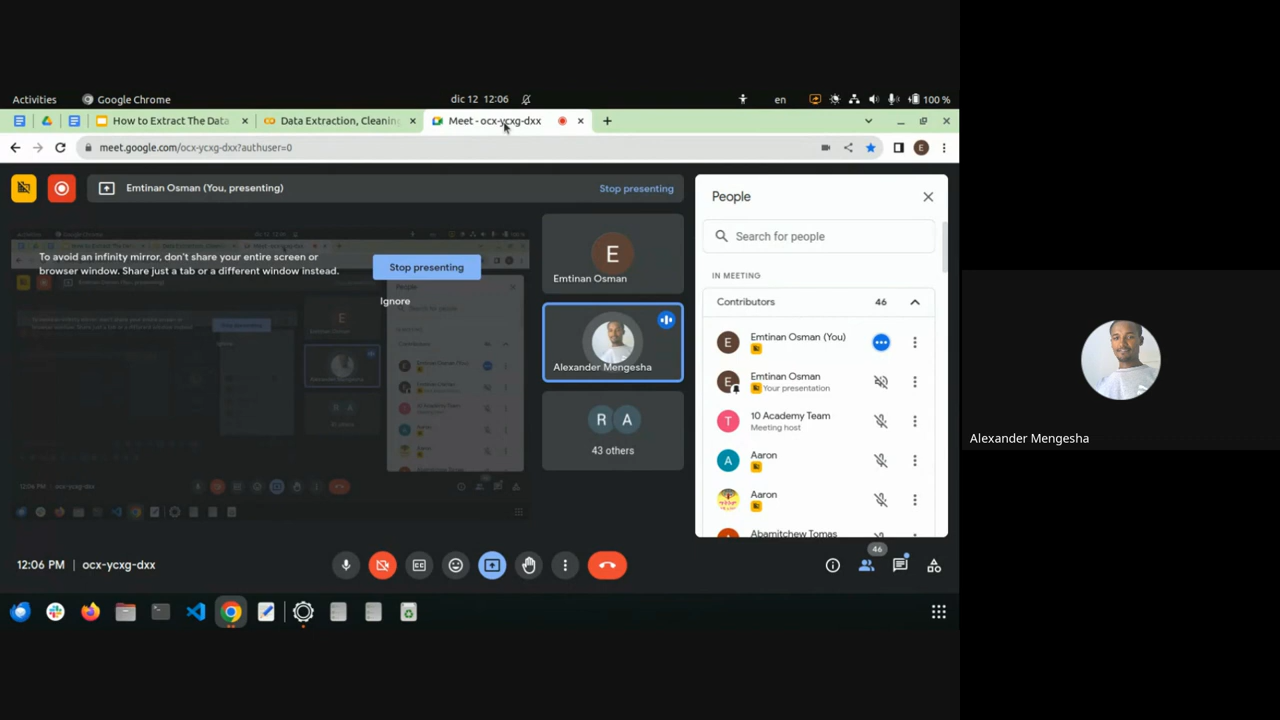 Activities Google Chrome dic 12 12:06 en 100 %
How to Extract The Data Data Extraction, Cleaning Meet - ocx-ycxg-dxx
meet.google.com/ocx-ycxg-dxx?authuser=0 E
Emtinan Osman (You, presenting) Stop presenting
To avoid an infinity mirror, don't share your entire screen or
browser window. Share just a tab or a different window instead.
Stop presenting
Ignore
E
Emtinan Osman
Alexander Mengesha
R A
43 others
People
Search for people
IN MEETING
Contributors 46
E Emtinan Osman (You)
E Emtinan Osman
Your presentation
T 10 Academy Team
Meeting host
A Aaron
Aaron
Abamitchew Tomas
12:06 PM | ocx-ycxg-dxx
46
Alexander Mengesha